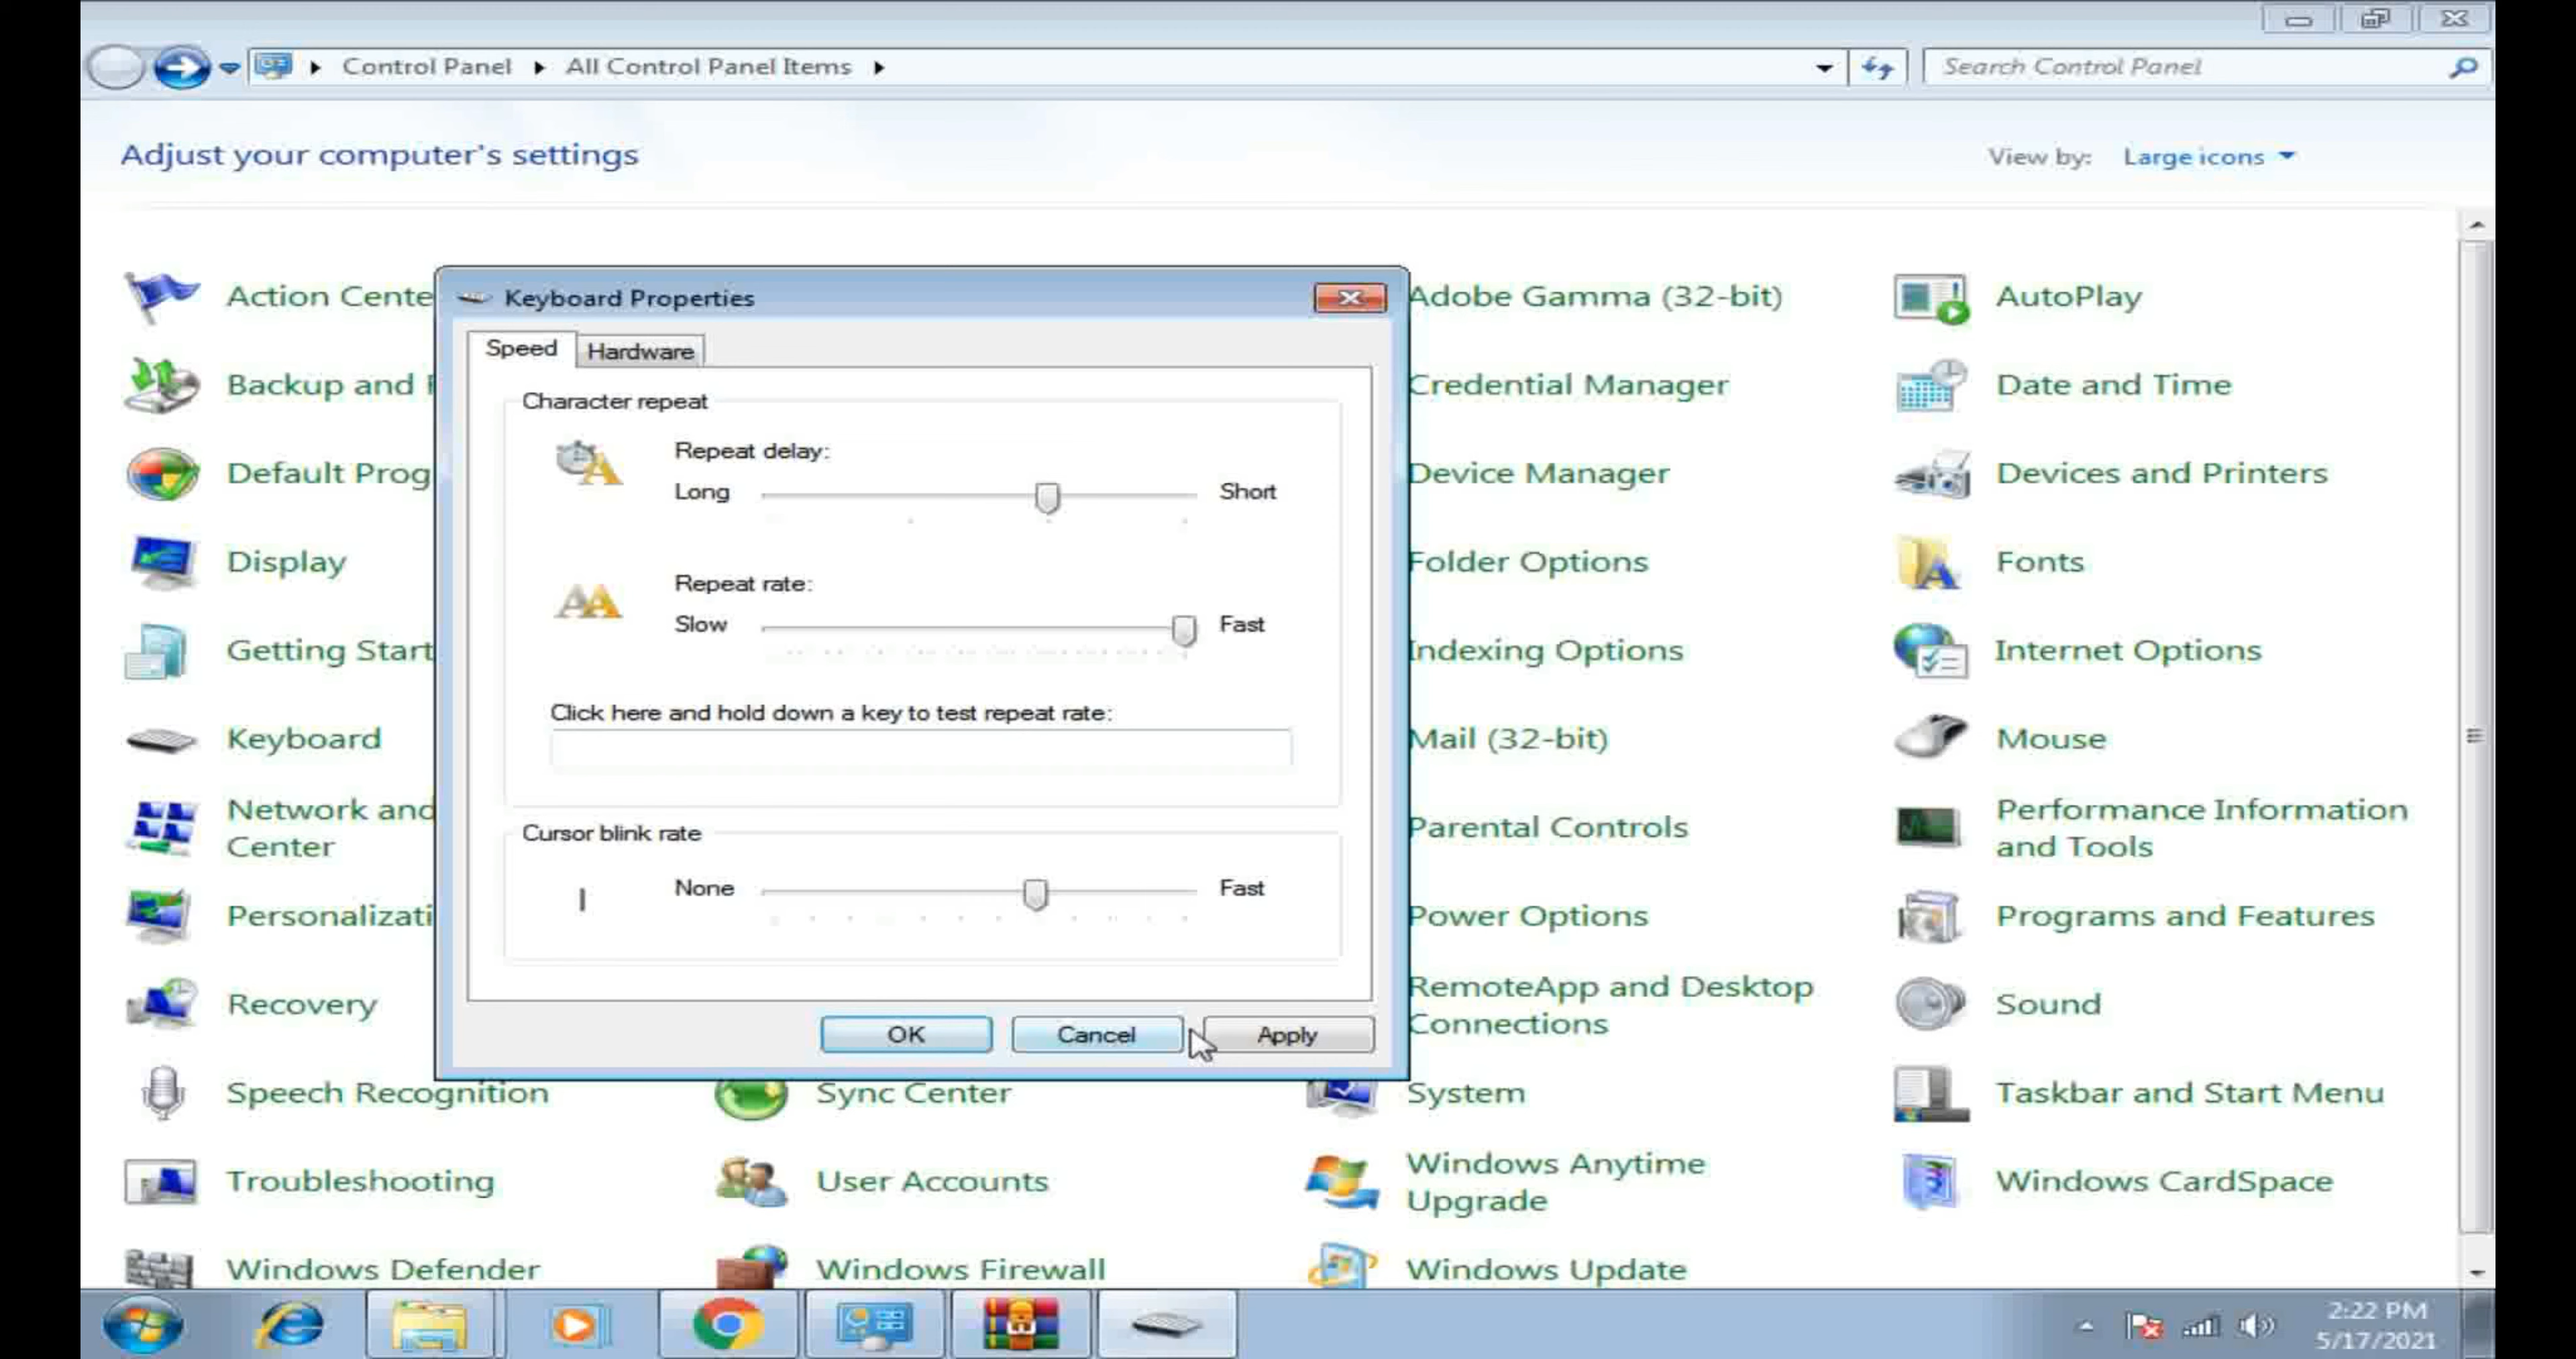 Control Panel
All Control Panel Items
Search Control Panel
Adjust your computer's settings
View by: Large icons
Action Cente
Backup and
Default Prog
Display
Getting Start
Keyboard
Network and
Center
Personalizati
Recovery
Speech Recognition
Troubleshooting
Windows Defender
Keyboard Properties
Speed
Hardware
Character repeat
Repeat delay:
Long
Short
Repeat rate:
Slow
Fast
Click here and hold down a key to test repeat rate:
Cursor blink rate
None
Fast
OK
Cancel
Apply
Sync Center
User Accounts
Windows Firewall
Adobe Gamma (32-bit)
Credential Manager
Device Manager
Folder Options
Indexing Options
Mail (32-bit)
Parental Controls
Power Options
RemoteApp and Desktop
Connections
System
Windows Anytime
Upgrade
Windows Update
AutoPlay
Date and Time
Devices and Printers
Fonts
Internet Options
Mouse
Performance Information
and Tools
Programs and Features
Sound
Taskbar and Start Menu
Windows CardSpace
2:22 PM
5/17/2021